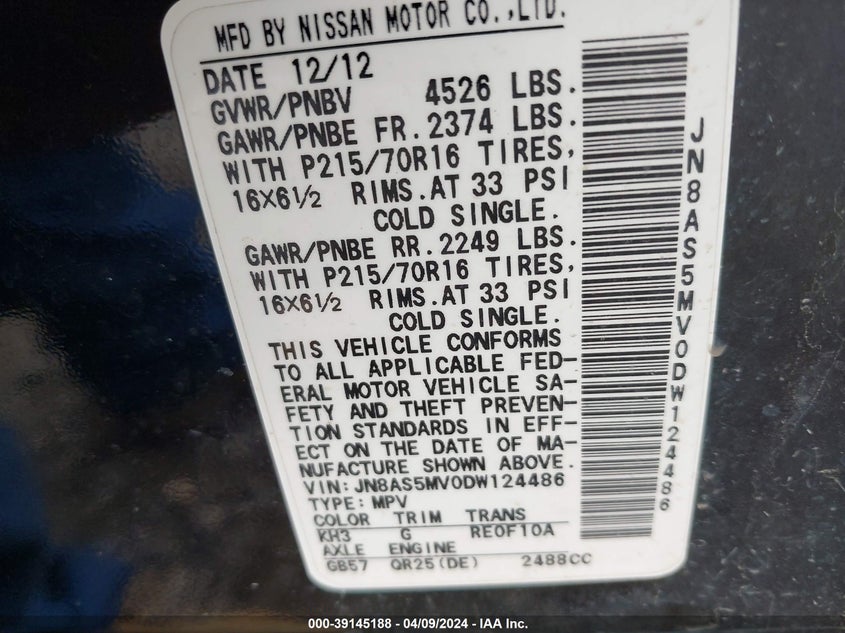 MFD BY NISSAN MOTOR CO.,LTD.
DATE 12/12
GVWR/PNBV 4526 LBS.
GAWR/PNBE FR. 2374 LBS.
WITH P215/70R16 TIRES,
16X6½ RIMS. AT 33 PSI
COLD SINGLE.
GAWR/PNBE RR. 2249 LBS.
WITH P215/70R16 TIRES,
16X6½ RIMS. AT 33 PSI
COLD SINGLE.
THIS VEHICLE CONFORMS
TO ALL APPLICABLE FED-
ERAL MOTOR VEHICLE SA-
FETY AND THEFT PREVEN-
TION STANDARDS IN EFF-
ECT ON THE DATE OF MA-
NUFACTURE SHOWN ABOVE.
VIN: JN8AS5MV0DW124486
TYPE: MPV
COLOR TRIM TRANS
KH3 G RE0F10A
AXLE ENGINE
GB57 QR25(DE) 2488CC
JN8AS5MV0DW124486
000-39145188 - 04/09/2024 - IAA Inc.